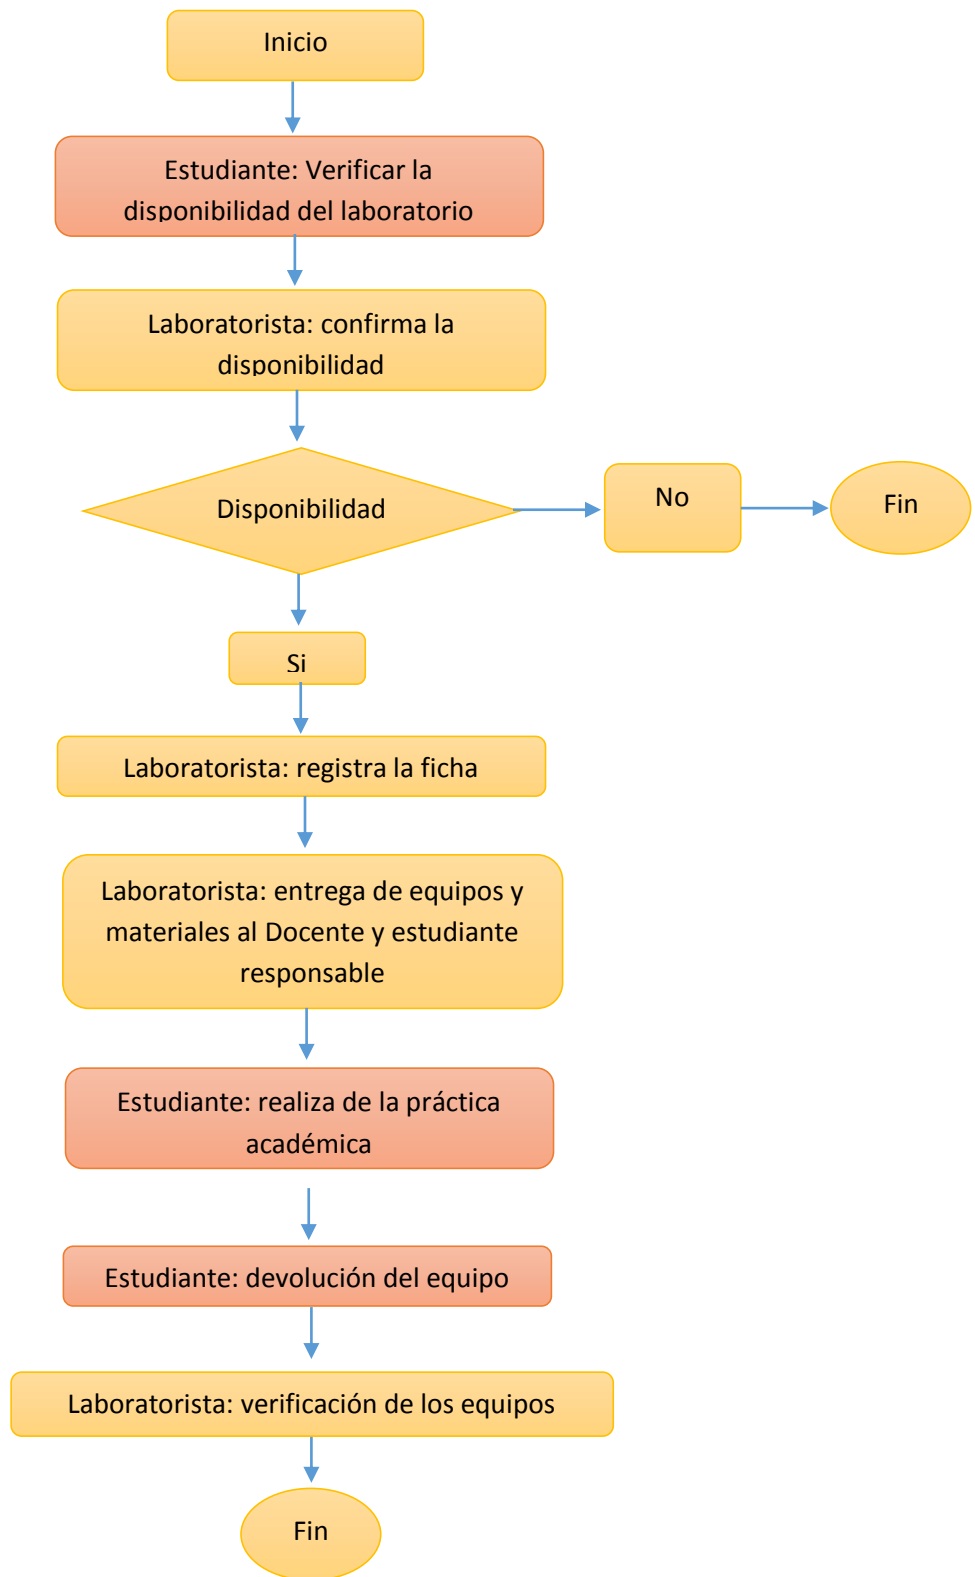 Inicio
Estudiante: Verificar la
disponibilidad del laboratorio
Laboratorista: confirma la
disponibilidad
Disponibilidad
No
Fin
Si
Laboratorista: registra la ficha
Laboratorista: entrega de equipos y
materiales al Docente y estudiante
responsable
Estudiante: realiza de la práctica
académica
Estudiante: devolución del equipo
Laboratorista: verificación de los equipos
Fin